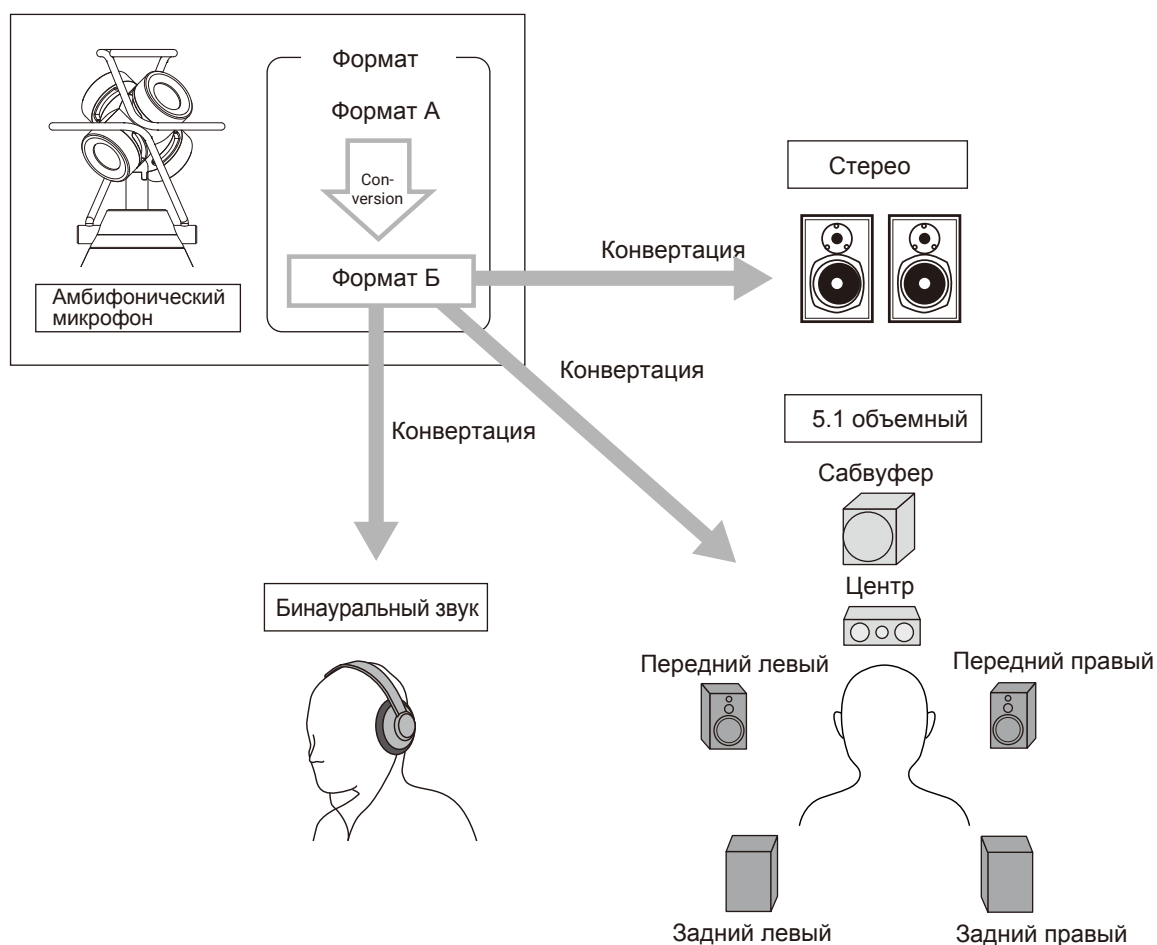 Формат
Формат А
Con-
version
Формат Б
Амбифонический
микрофон
Конвертация
Стерео
Конвертация
Конвертация
5.1 объемный
Сабвуфер
Центр
Бинауральный звук
Передний левый
Передний правый
Задний левый
Задний правый